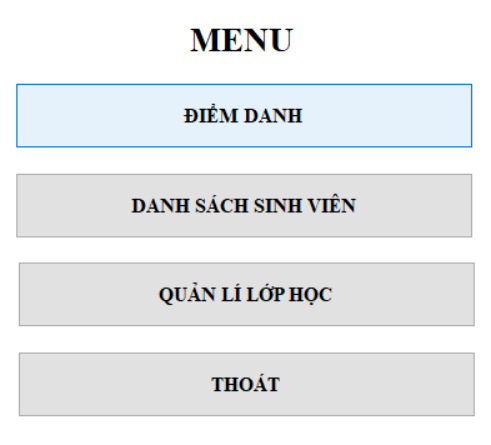 MENU
ĐIỂM DANH
DANH SÁCH SINH VIÊN
QUẢN LÍ LỚP HỌC
THOÁT